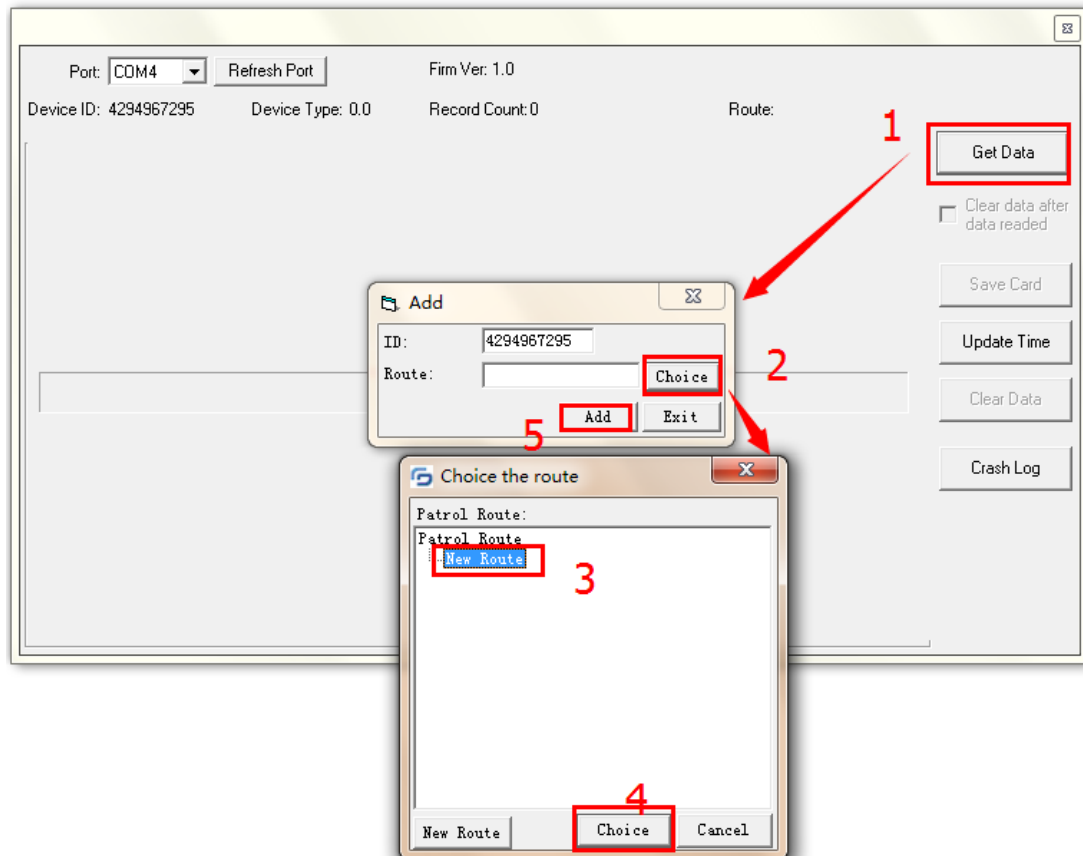 Port: COM4 Refresh Port Firm Ver: 1.0
Device ID: 4294967295 Device Type: 0.0 Record Count:0 Route:
1
Get Data
Clear data after
data readed
Save Card
Update Time
Clear Data
Crash Log
Add
ID: 4294967295
Route: Choice
2
Add Exit
5
Choice the route
Patrol Route:
Patrol Route
New Route
3
4
New Route Choice Cancel